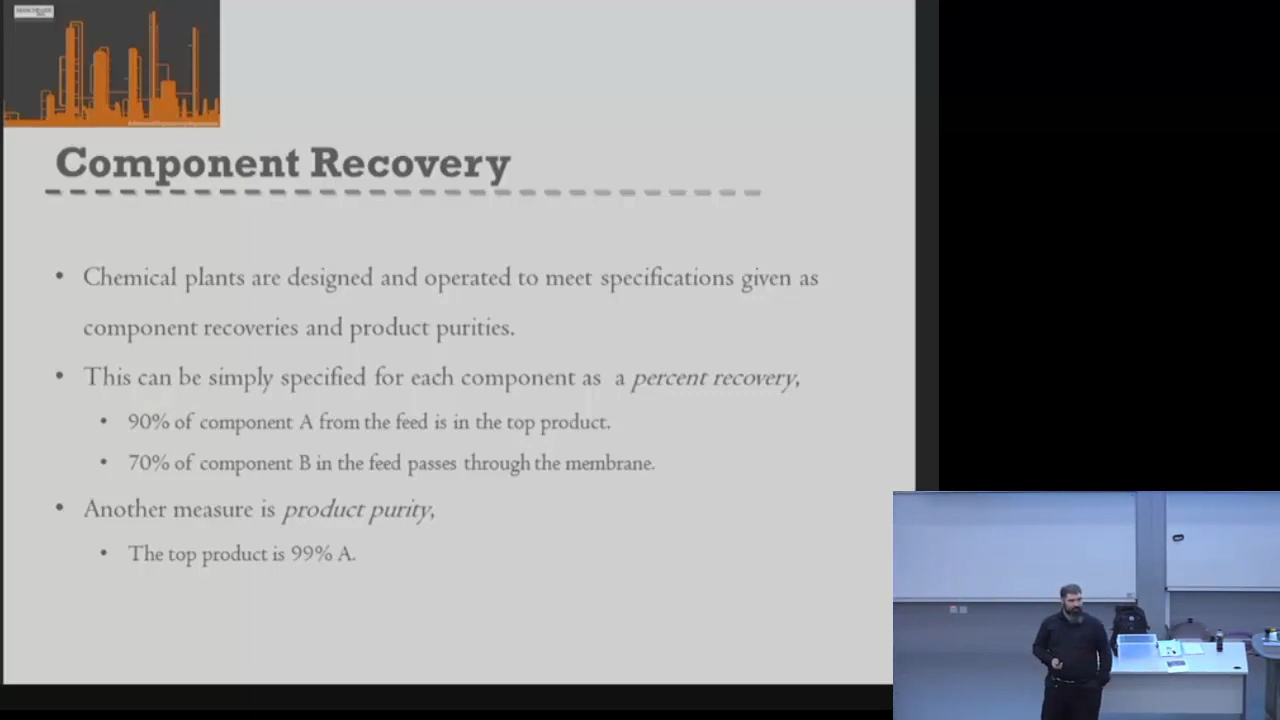 Component Recovery
• Chemical plants are designed and operated to meet specifications given as
component recoveries and product purities.
• This can be simply specified for each component as a percent recovery,
• 90% of component A from the feed is in the top product.
• 70% of component B in the feed passes through the membrane.
• Another measure is product purity,
• The top product is 99% A.